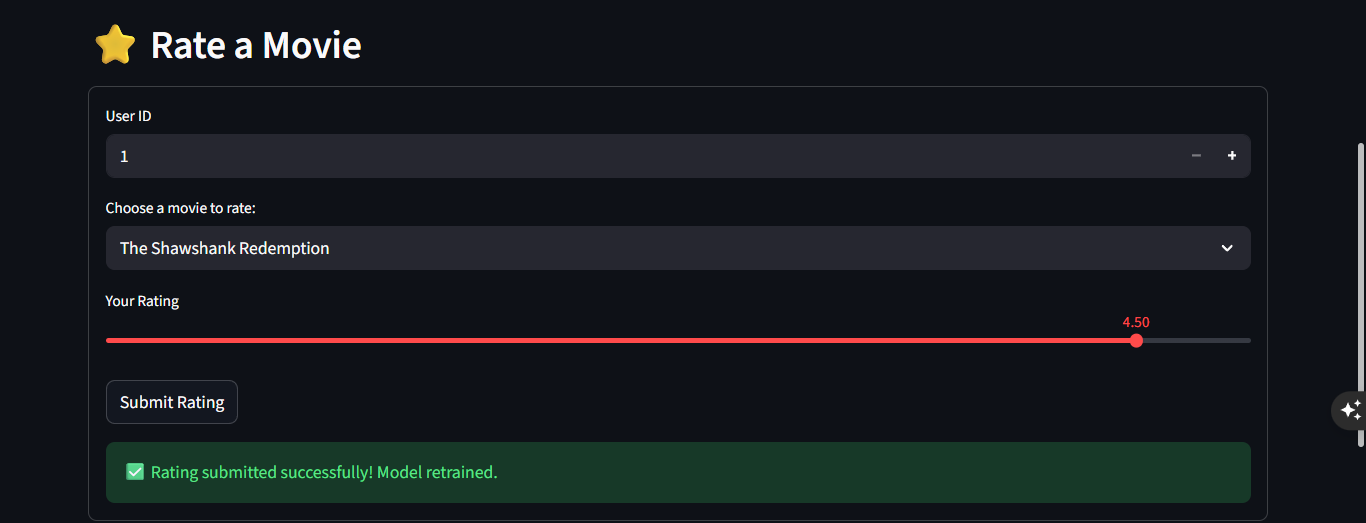 Rate a Movie
User ID
1
Choose a movie to rate:
The Shawshank Redemption
Your Rating
4.50
Submit Rating
Rating submitted successfully! Model retrained.